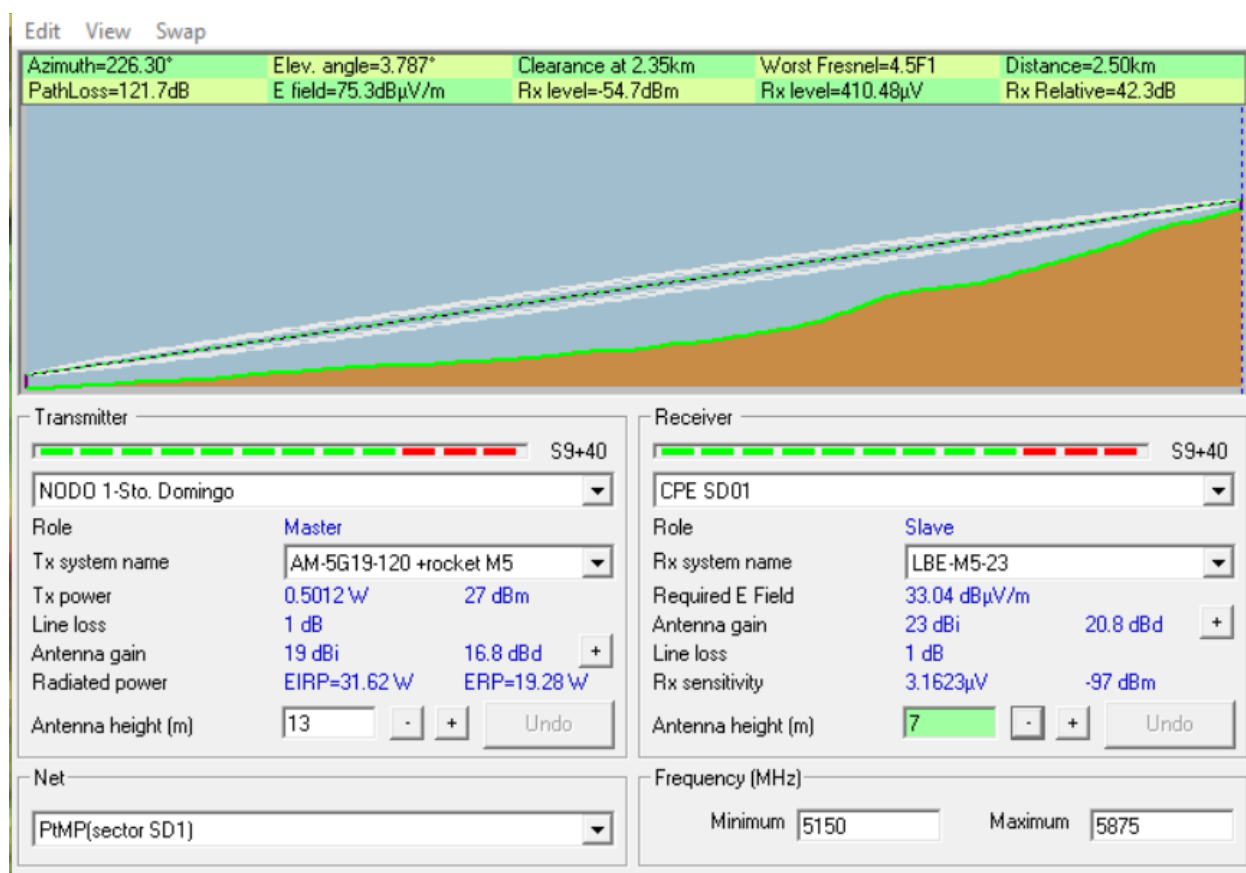 Edit View Swap
Azimuth=226.30° Elev. angle=3.787° Clearance at 2.35km Worst Fresnel=4.5F1 Distance=2.50km
PathLoss=121.7dB E field=75.3dBµV/m Rx level=-54.7dBm Rx level=410.48µV Rx Relative=42.3dB
Transmitter
S9+40
NODO 1-Sto. Domingo
Role Master
Tx system name AM-5G19-120 +rocket M5
Tx power 0.5012 W 27 dBm
Line loss 1 dB
Antenna gain 19 dBi 16.8 dBd +
Radiated power EIRP=31.62 W ERP=19.28 W
Antenna height (m) 13 - + Undo
Receiver
S9+40
CPE SD01
Role Slave
Rx system name LBE-M5-23
Required E Field 33.04 dBµV/m
Antenna gain 23 dBi 20.8 dBd +
Line loss 1 dB
Rx sensitivity 3.1623µV -97 dBm
Antenna height (m) 7 - + Undo
Net
PtMP(sector SD1)
Frequency (MHz)
Minimum 5150 Maximum 5875